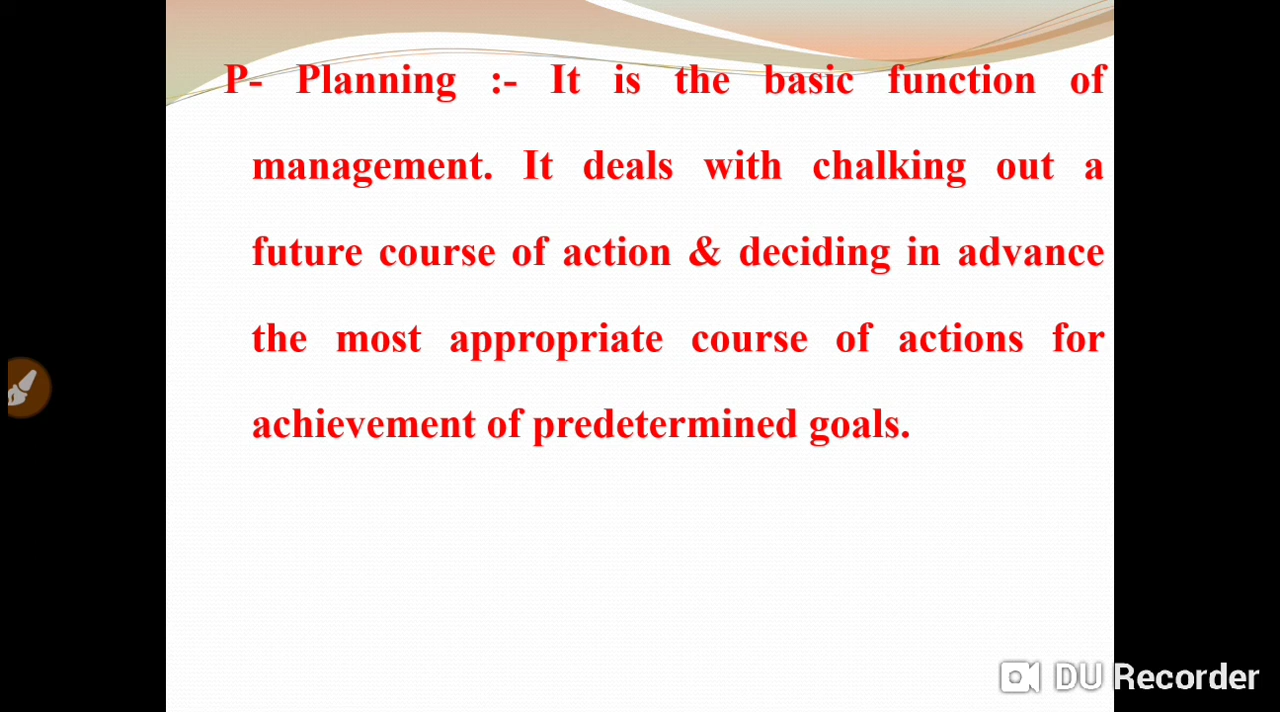 P- Planning :- It is the basic function of
management. It deals with chalking out a
future course of action & deciding in advance
the most appropriate course of actions for
achievement of predetermined goals.
DU Recorder